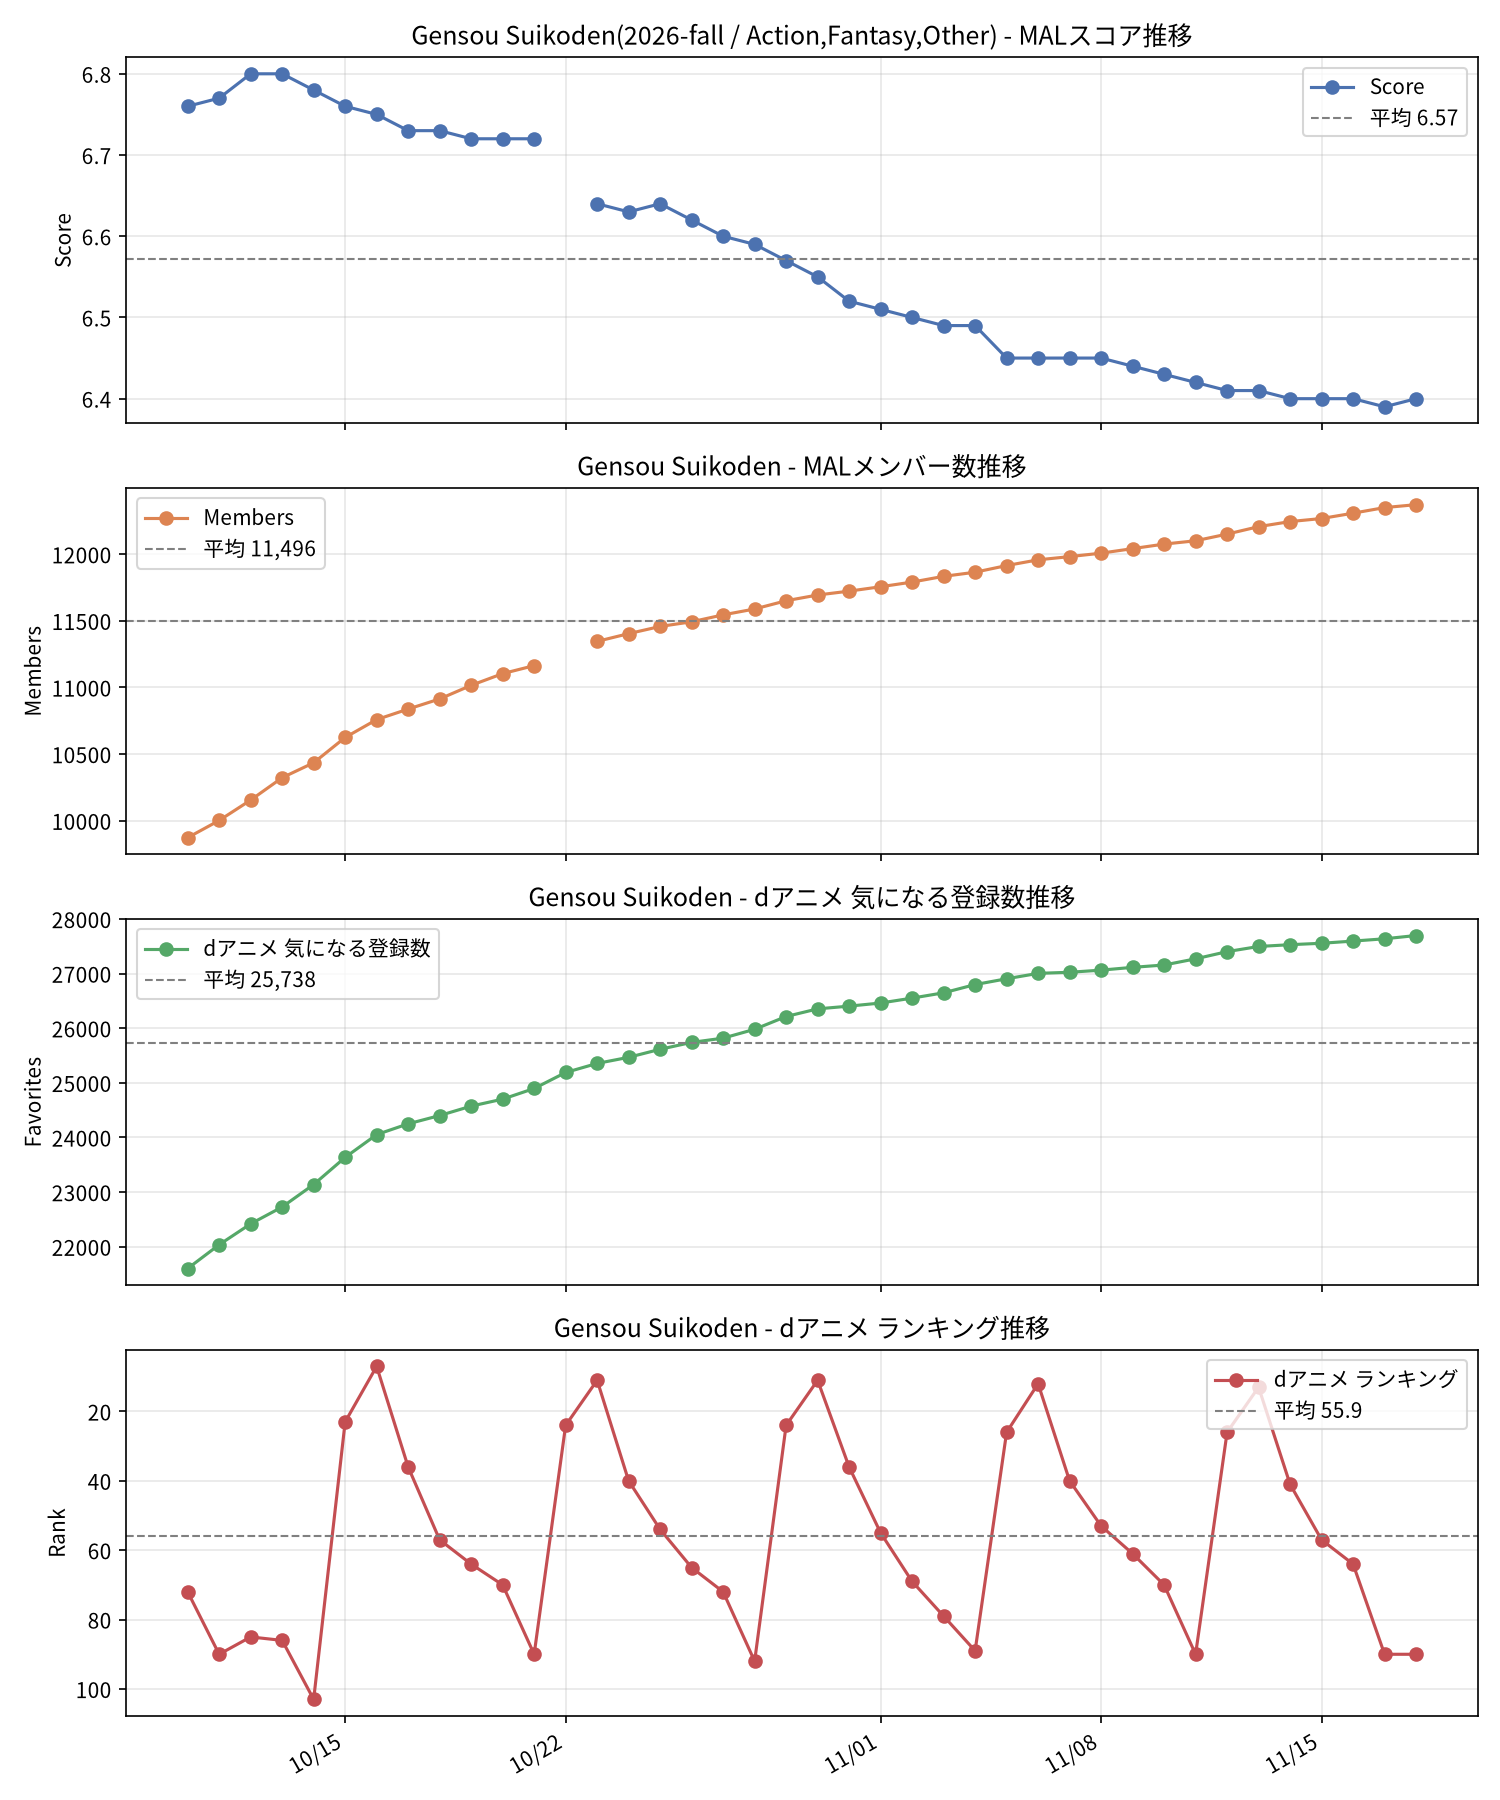 Gensou Suikoden(2026-fall / Action,Fantasy,Other) - MALスコア推移
Score
平均 6.57
Score
6.8
6.7
6.6
6.5
6.4
Gensou Suikoden - MALメンバー数推移
Members
平均 11,496
Members
12000
11500
11000
10500
10000
Gensou Suikoden - dアニメ 気になる登録数推移
dアニメ 気になる登録数
平均 25,738
Favorites
28000
27000
26000
25000
24000
23000
22000
Gensou Suikoden - dアニメ ランキング推移
dアニメ ランキング
平均 55.9
Rank
20
40
60
80
100
10/15
10/22
11/01
11/08
11/15